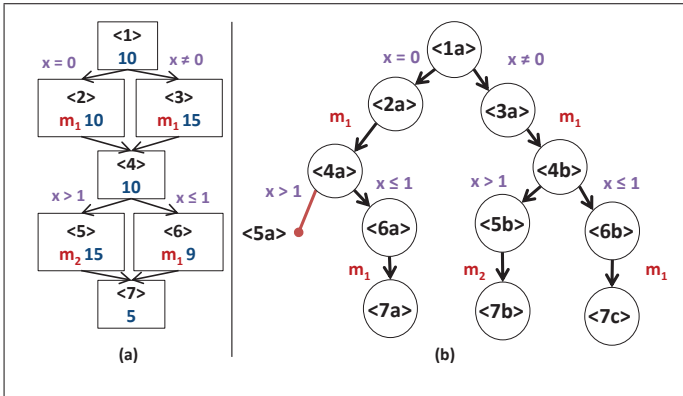 <1>
10
x = 0
x ≠ 0
<2>
m1 10
<3>
m1 15
<4>
10
x > 1
x ≤ 1
<5>
m2 15
<6>
m1 9
<7>
5
(a)
<1a>
x = 0
x ≠ 0
<2a>
<3a>
m1
m1
<4a>
<4b>
x > 1
x ≤ 1
x > 1
x ≤ 1
<5a>
<6a>
<5b>
<6b>
m1
m2
m1
<7a>
<7b>
<7c>
(b)